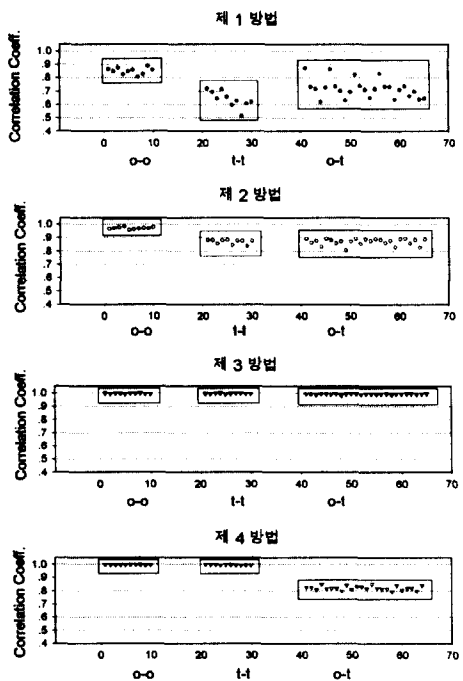 제 1 방법
Correlation Coeff.
1.0
.9
.8
.7
.6
.5
.4
0 10 20 30 40 50 60 70
o-o t-t o-t
제 2 방법
Correlation Coeff.
1.0
.9
.8
.7
.6
.5
.4
0 10 20 30 40 50 60 70
o-o t-t o-t
제 3 방법
Correlation Coeff.
1.0
.9
.8
.7
.6
.5
.4
0 10 20 30 40 50 60 70
o-o t-t o-t
제 4 방법
Correlation Coeff.
1.0
.9
.8
.7
.6
.5
.4
0 10 20 30 40 50 60 70
o-o t-t o-t